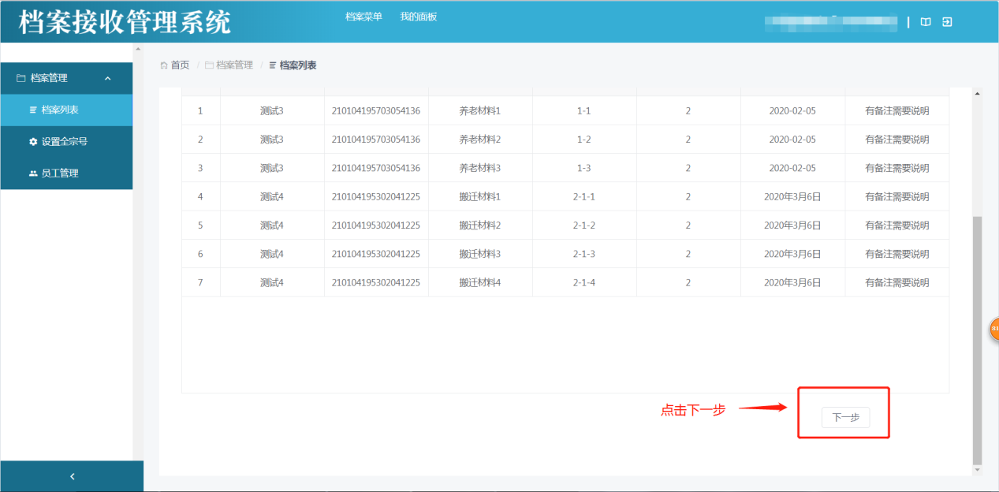 档案接收管理系统
档案菜单 我的面板
首页 / 档案管理 / 档案列表
档案管理
档案列表
设置全宗号
员工管理
1 测试3 210104195703054136 养老材料1 1-1 2 2020-02-05 有备注需要说明
2 测试3 210104195703054136 养老材料2 1-2 2 2020-02-05 有备注需要说明
3 测试3 210104195703054136 养老材料3 1-3 2 2020-02-05 有备注需要说明
4 测试4 210104195302041225 搬迁材料1 2-1-1 2 2020年3月6日 有备注需要说明
5 测试4 210104195302041225 搬迁材料2 2-1-2 2 2020年3月6日 有备注需要说明
6 测试4 210104195302041225 搬迁材料3 2-1-3 2 2020年3月6日 有备注需要说明
7 测试4 210104195302041225 搬迁材料4 2-1-4 2 2020年3月6日 有备注需要说明
点击下一步
下一步